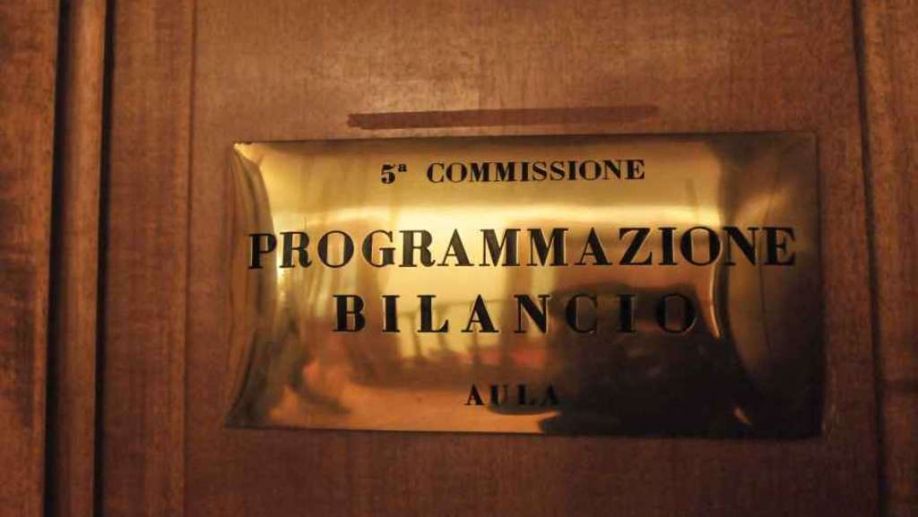 5ª COMMISSIONE
PROGRAMMAZIONE
BILANCIO
AULA